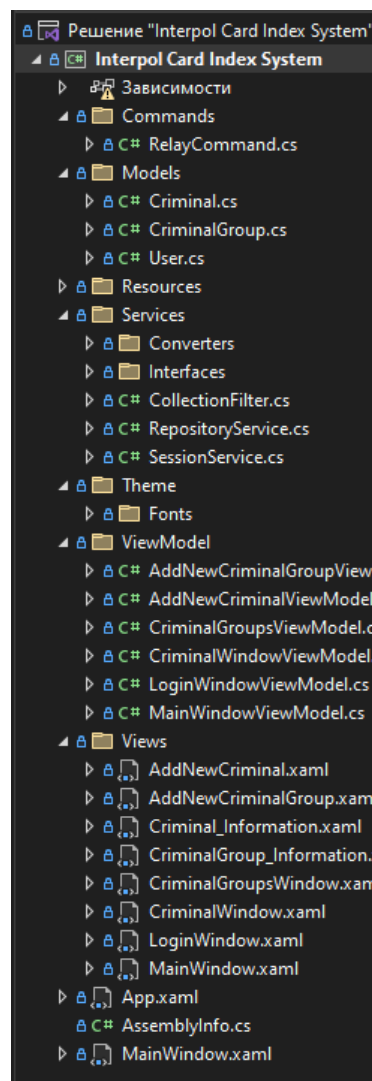 Решение "Interpol Card Index System"
C# Interpol Card Index System
Зависимости
Commands
C# RelayCommand.cs
Models
C# Criminal.cs
C# CriminalGroup.cs
C# User.cs
Resources
Services
Converters
Interfaces
C# CollectionFilter.cs
C# RepositoryService.cs
C# SessionService.cs
Theme
Fonts
ViewModel
C# AddNewCriminalGroupView
C# AddNewCriminalViewModel
C# CriminalGroupsViewModel.c
C# CriminalWindowViewModel.
C# LoginWindowViewModel.cs
C# MainWindowViewModel.cs
Views
AddNewCriminal.xaml
AddNewCriminalGroup.xam
Criminal_Information.xaml
CriminalGroup_Information.
CriminalGroupsWindow.xam
CriminalWindow.xaml
LoginWindow.xaml
MainWindow.xaml
App.xaml
C# AssemblyInfo.cs
MainWindow.xaml